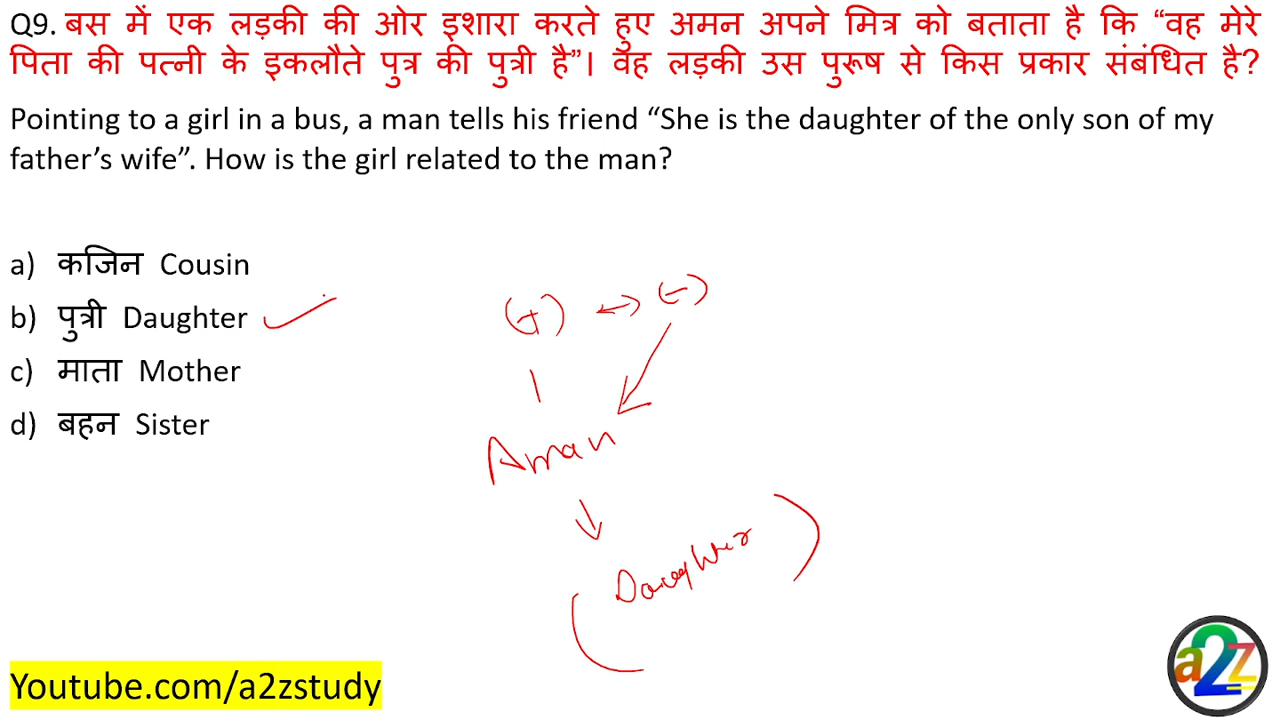 Q9. बस में एक लड़की की ओर इशारा करते हुए अमन अपने मित्र को बताता है कि “वह मेरे
पिता की पत्नी के इकलौते पुत्र की पुत्री है”। वह लड़की उस पुरूष से किस प्रकार संबंधित है?
Pointing to a girl in a bus, a man tells his friend “She is the daughter of the only son of my
father’s wife”. How is the girl related to the man?
a) कजिन Cousin
b) पुत्री Daughter
c) माता Mother
d) बहन Sister
(+) ↔ (-)
Aman
Daughter
Youtube.com/a2zstudy
a2z